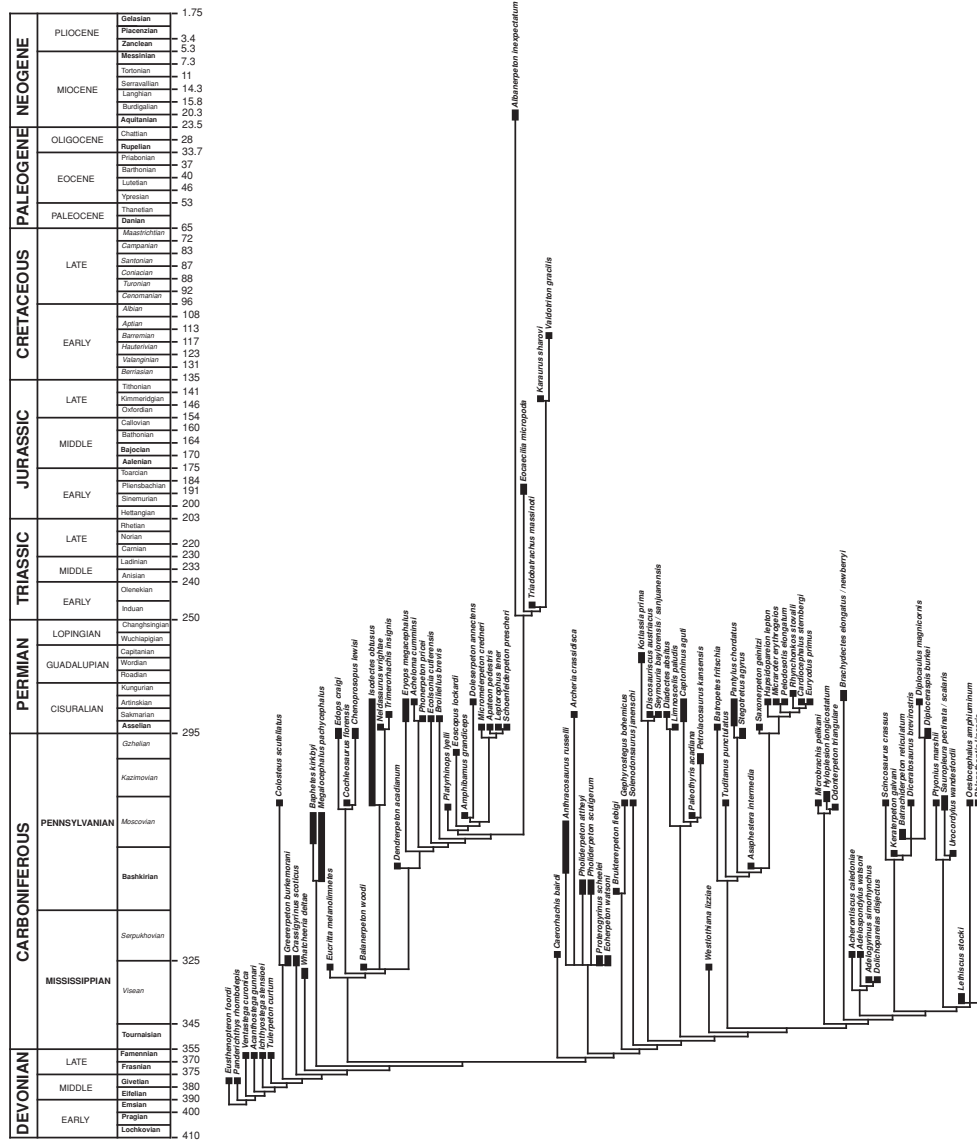 NEOGENE
PALEOGENE
CRETACEOUS
JURASSIC
TRIASSIC
PERMIAN
CARBONIFEROUS
DEVONIAN
PLIOCENE
MIOCENE
OLIGOCENE
EOCENE
PALEOCENE
LATE
EARLY
LATE
MIDDLE
EARLY
LATE
MIDDLE
EARLY
LOPINGIAN
GUADALUPIAN
CISURALIAN
PENNSYLVANIAN
MISSISSIPPIAN
LATE
MIDDLE
EARLY
Gelasian
Piacenzian
Zanclean
Messinian
Tortonian
Serravallian
Langhian
Burdigalian
Aquitanian
Chattian
Rupelian
Priabonian
Barthonian
Lutetian
Ypresian
Thanetian
Danian
Maastrichtian
Campanian
Santonian
Coniacian
Turonian
Cenomanian
Albian
Aptian
Barremian
Hauterivian
Valanginian
Berriasian
Tithonian
Kimmeridgian
Oxfordian
Callovian
Bathonian
Bajocian
Aalenian
Toarcian
Pliensbachian
Sinemurian
Hettangian
Rhetian
Norian
Carnian
Ladinian
Anisian
Olenekian
Induan
Changhsingian
Wuchiapigian
Capitanian
Wordian
Roadian
Kungurian
Artinskian
Sakmarian
Asselian
Gzhelian
Kazimovian
Moscovian
Bashkirian
Serpukhovian
Visean
Tournaisian
Famennian
Frasnian
Givetian
Eifelian
Emsian
Pragian
Lochkovian
1.75
3.4
5.3
7.3
11
14.3
15.8
20.3
23.5
28
33.7
37
40
46
53
65
72
83
87
88
92
96
108
113
117
123
131
135
141
146
154
160
164
170
175
184
191
200
203
220
230
233
240
250
295
325
345
355
370
375
380
390
400
410
Eusthenopteron foordi
Panderichthys rhombolepis
Ventastega curonica
Acanthostega gunnari
Ichthyostega stensioei
Tulerpeton curtum
Colosteus scutellatus
Greererpeton burkemorani
Crassigyrinus scoticus
Whatcheeria deltae
Baphetes kirkbyi
Megalocephalus pachycephalus
Eucritta melanolimnetes
Edops craigi
Cochleosaurus florensis
Chenoprosopus lewisi
Balanerpeton woodi
Isodectes obtusus
Neldasaurus wrightae
Trimerorhachis insignis
Dendrerpeton acadianum
Eryops megacephalus
Acheloma cumminsi
Phonerpeton pricei
Ecolsonia cutlerensis
Broiliellus brevis
Platyrhinops lyelli
Eoscopus lockardi
Amphibamus grandiceps
Doleserpeton annectens
Micromelerpeton credneri
Apateon pedestris
Leptorophus tener
Schoenfelderpeton prescheri
Albanerpeton inexpectatum
Eocaecilia micropoda
Triadobatrachus massinoti
Karaurus sharovi
Valdotriton gracilis
Caerorhachis bairdi
Anthracosaurus russelli
Archeria crassidisca
Pholiderpeton attheyi
Pholiderpeton scutigerum
Proterogyrinus scheelei
Eoherpeton watsoni
Bruktererpeton fiebigi
Gephyrostegus bohemicus
Solenodonsaurus janenschi
Kotlassia prima
Discosauriscus austriacus
Seymouria baylorensis / sanjuanensis
Diadectes absitus
Limnoscelis paludis
Captorhinus aguti
Paleothyris acadiana
Petrolacosaurus kansensis
Westlothiana lizziae
Batropetes fritschia
Tuditanus punctulatus
Pantylus chordatus
Stegotretus agyrus
Asaphestera intermedia
Saxonerpeton geinitzi
Hapsidopareion lepton
Micraroter erythrogeios
Pelodosotis elongatum
Rhynchonkos stovalli
Cardiocephalus sternbergi
Euryodus primus
Microbrachis pelikani
Hyloplesion longicostatum
Odonterpeton triangulare
Brachydectes elongatus / newberryi
Acherontiscus caledoniae
Adelospondylus watsoni
Adelogyrinus simorhynchus
Dolichopareias disjectus
Scincosaurus crassus
Keraterpeton galvani
Batrachiderpeton reticulatum
Diceratosaurus brevirostris
Diplocaulus magnicornis
Diploceraspis burkei
Ptyonius marshii
Sauropleura pectinata / scalaris
Urocordylus wandesfordii
Lethiscus stocki
Oestocephalus amphiuminum